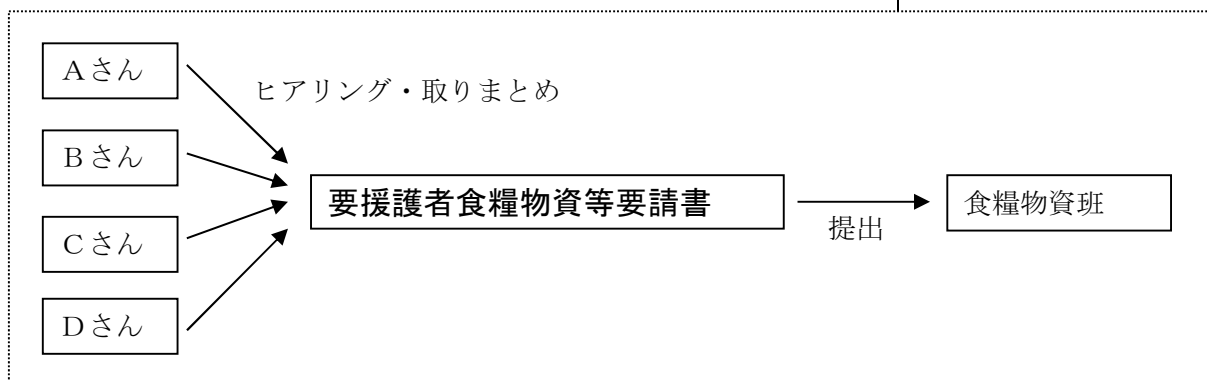 Aさん
ヒアリング・取りまとめ
Bさん
要援護者食糧物資等要請書
提出
食糧物資班
Cさん
Dさん